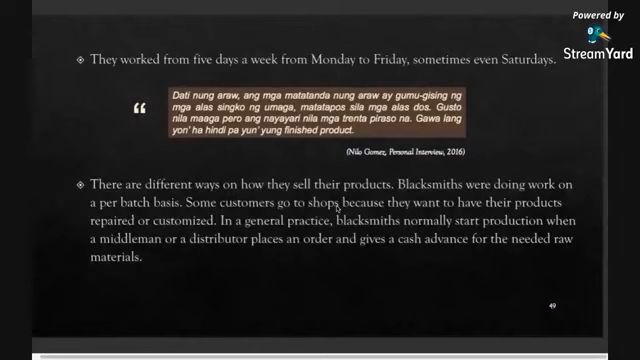 Powered by
StreamYard
They worked from five days a week from Monday to Friday, sometimes even Saturdays.
“
Dati nung araw, ang mga matatanda nung araw ay gumu-gising ng
mga alas singko ng umaga, matatapos sila mga alas dos. Gusto
nila maaga pero ang nayayari nila mga trenta piraso na. Gawa lang
yon' ha hindi pa yun' yung finished product.
(Nilo Gomez, Personal Interview, 2016)
There are different ways on how they sell their products. Blacksmiths were doing work on
a per batch basis. Some customers go to shops because they want to have their products
repaired or customized. In a general practice, blacksmiths normally start production when
a middleman or a distributor places an order and gives a cash advance for the needed raw
materials.
49